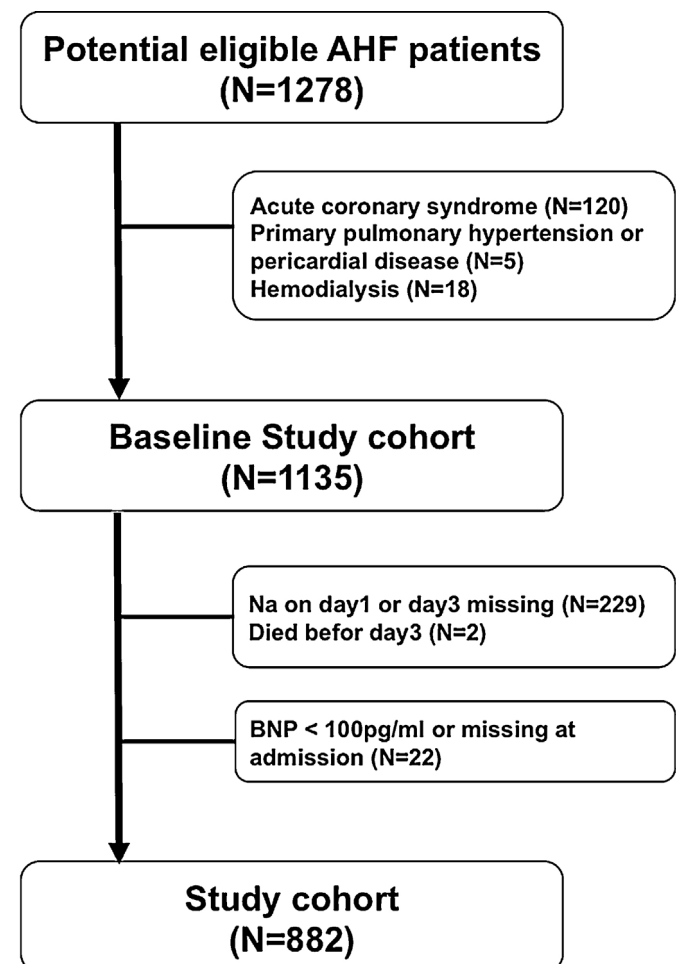 Potential eligible AHF patients
(N=1278)
Acute coronary syndrome (N=120)
Primary pulmonary hypertension or
pericardial disease (N=5)
Hemodialysis (N=18)
Baseline Study cohort
(N=1135)
Na on day1 or day3 missing (N=229)
Died befor day3 (N=2)
BNP < 100pg/ml or missing at
admission (N=22)
Study cohort
(N=882)